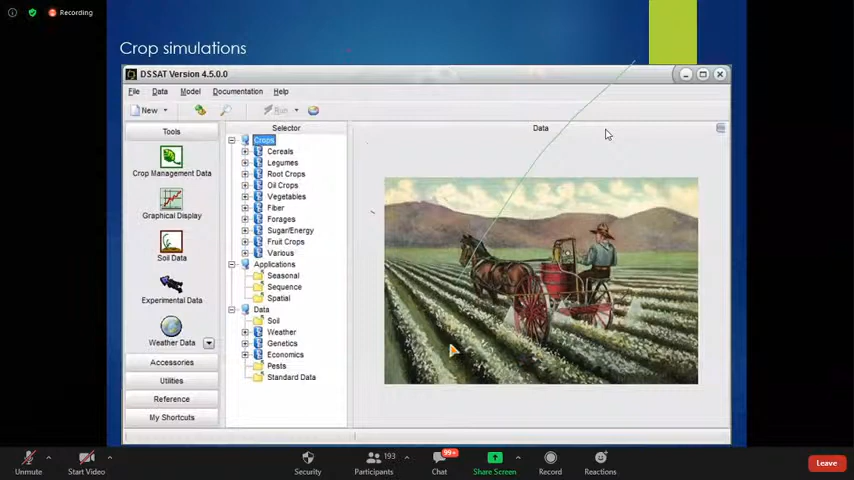 Recording
Crop simulations
DSSAT Version 4.5.0.0
File Data Model Documentation Help
New Run
Tools
Crop Management Data
Graphical Display
Soil Data
Experimental Data
Weather Data
Accessories
Utilities
Reference
My Shortcuts
Selector
Crops
Cereals
Legumes
Root Crops
Oil Crops
Vegetables
Fiber
Forages
Sugar/Energy
Fruit Crops
Various
Applications
Seasonal
Sequence
Spatial
Data
Soil
Weather
Genetics
Economics
Pests
Standard Data
Data
Unmute Start Video Security Participants 193 Chat 99+ Share Screen Record Reactions Leave